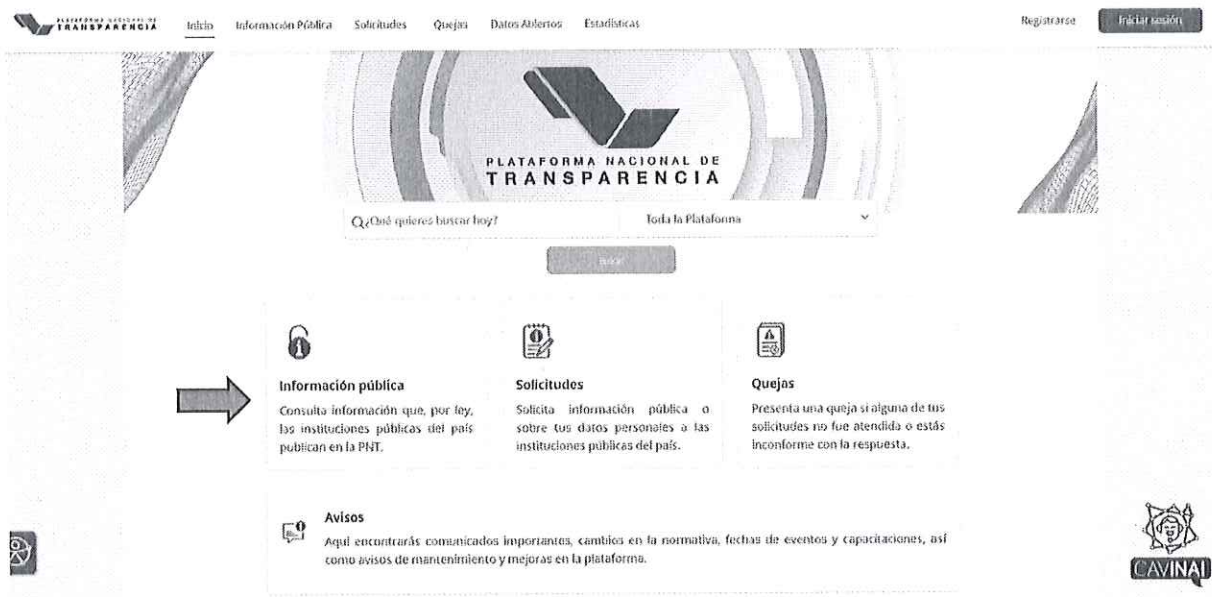 PLATAFORMA NACIONAL DE
TRANSPARENCIA
Inicio Información Pública Solicitudes Quejas Datos Abiertos Estadísticas Registrarse Iniciar sesión
PLATAFORMA NACIONAL DE
TRANSPARENCIA
¿Qué quieres buscar hoy? Toda la Plataforma
Buscar
Información pública
Consulta información que, por ley,
las instituciones públicas del país
publican en la PNT.
Solicitudes
Solicita información pública o
sobre tus datos personales a las
instituciones públicas del país.
Quejas
Presenta una queja si alguna de tus
solicitudes no fue atendida o estás
inconforme con la respuesta.
Avisos
Aquí encontrarás comunicados importantes, cambios en la normativa, fechas de eventos y capacitaciones, así
como avisos de mantenimiento y mejoras en la plataforma.
CAVINAI